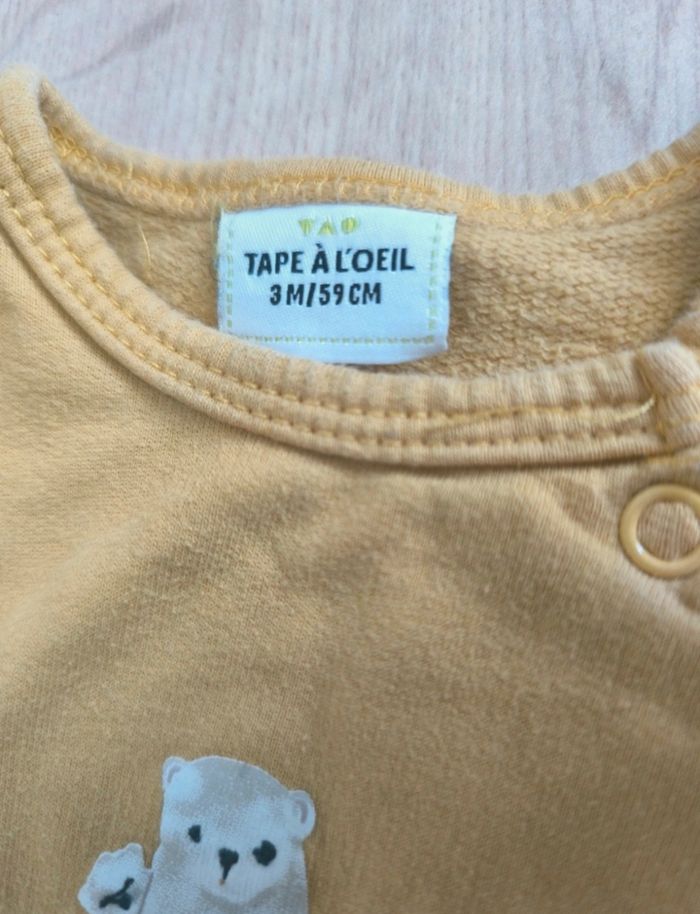 TAO
TAPE À L'OEIL
3M/59CM